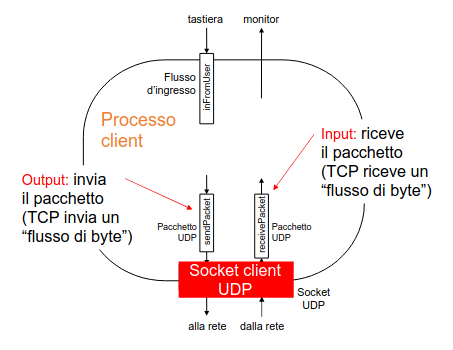 tastiera
monitor
Flusso
d'ingresso
inFromUser
Processo
client
Input: riceve
il pacchetto
(TCP riceve un
“flusso di byte”)
Output: invia
il pacchetto
(TCP invia un
“flusso di byte”)
Pacchetto
UDP
sendPacket
receivePacket
Pacchetto
UDP
Socket client
UDP
Socket
UDP
alla rete
dalla rete